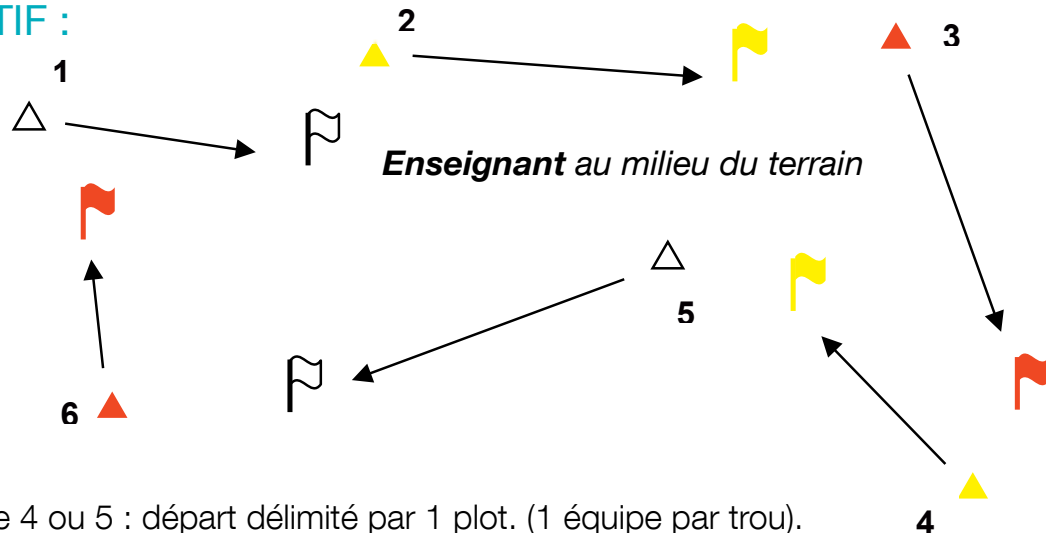 TIF :
2
3
1
Enseignant au milieu du terrain
5
6
4 ou 5 : départ délimité par 1 plot. (1 équipe par trou).
4